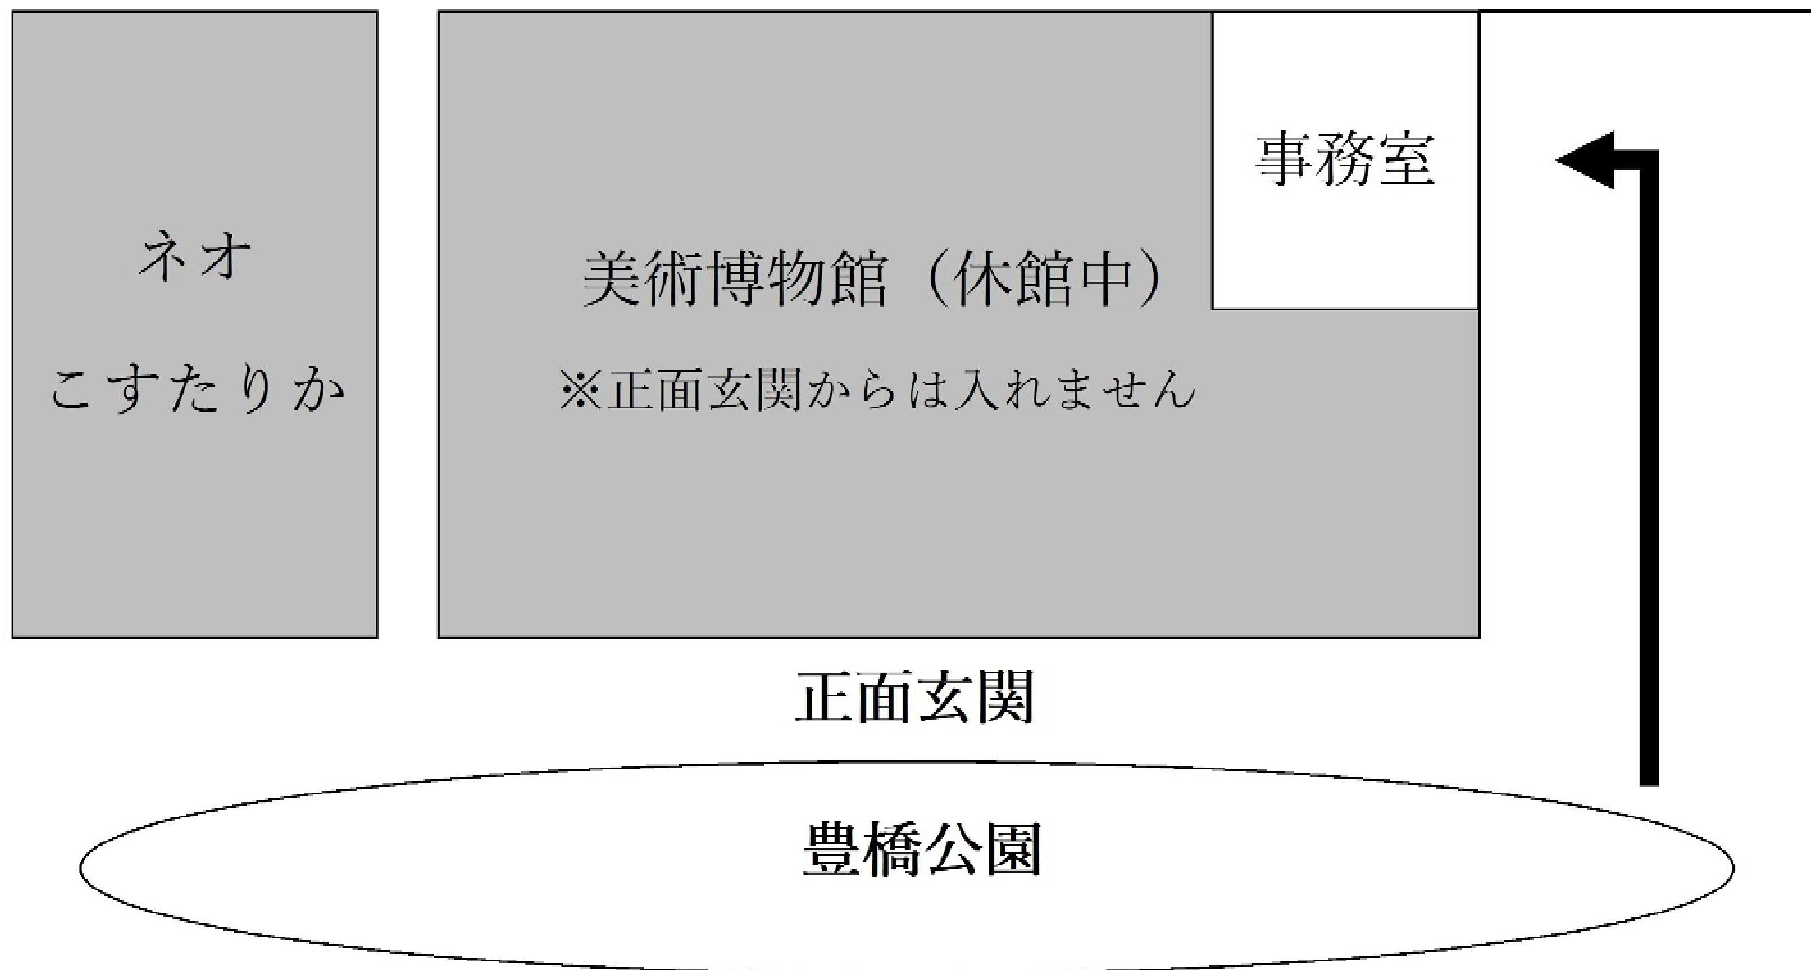 ネオ
こすたりか
美術博物館（休館中）
※正面玄関からは入れません
事務室
正面玄関
豊橋公園